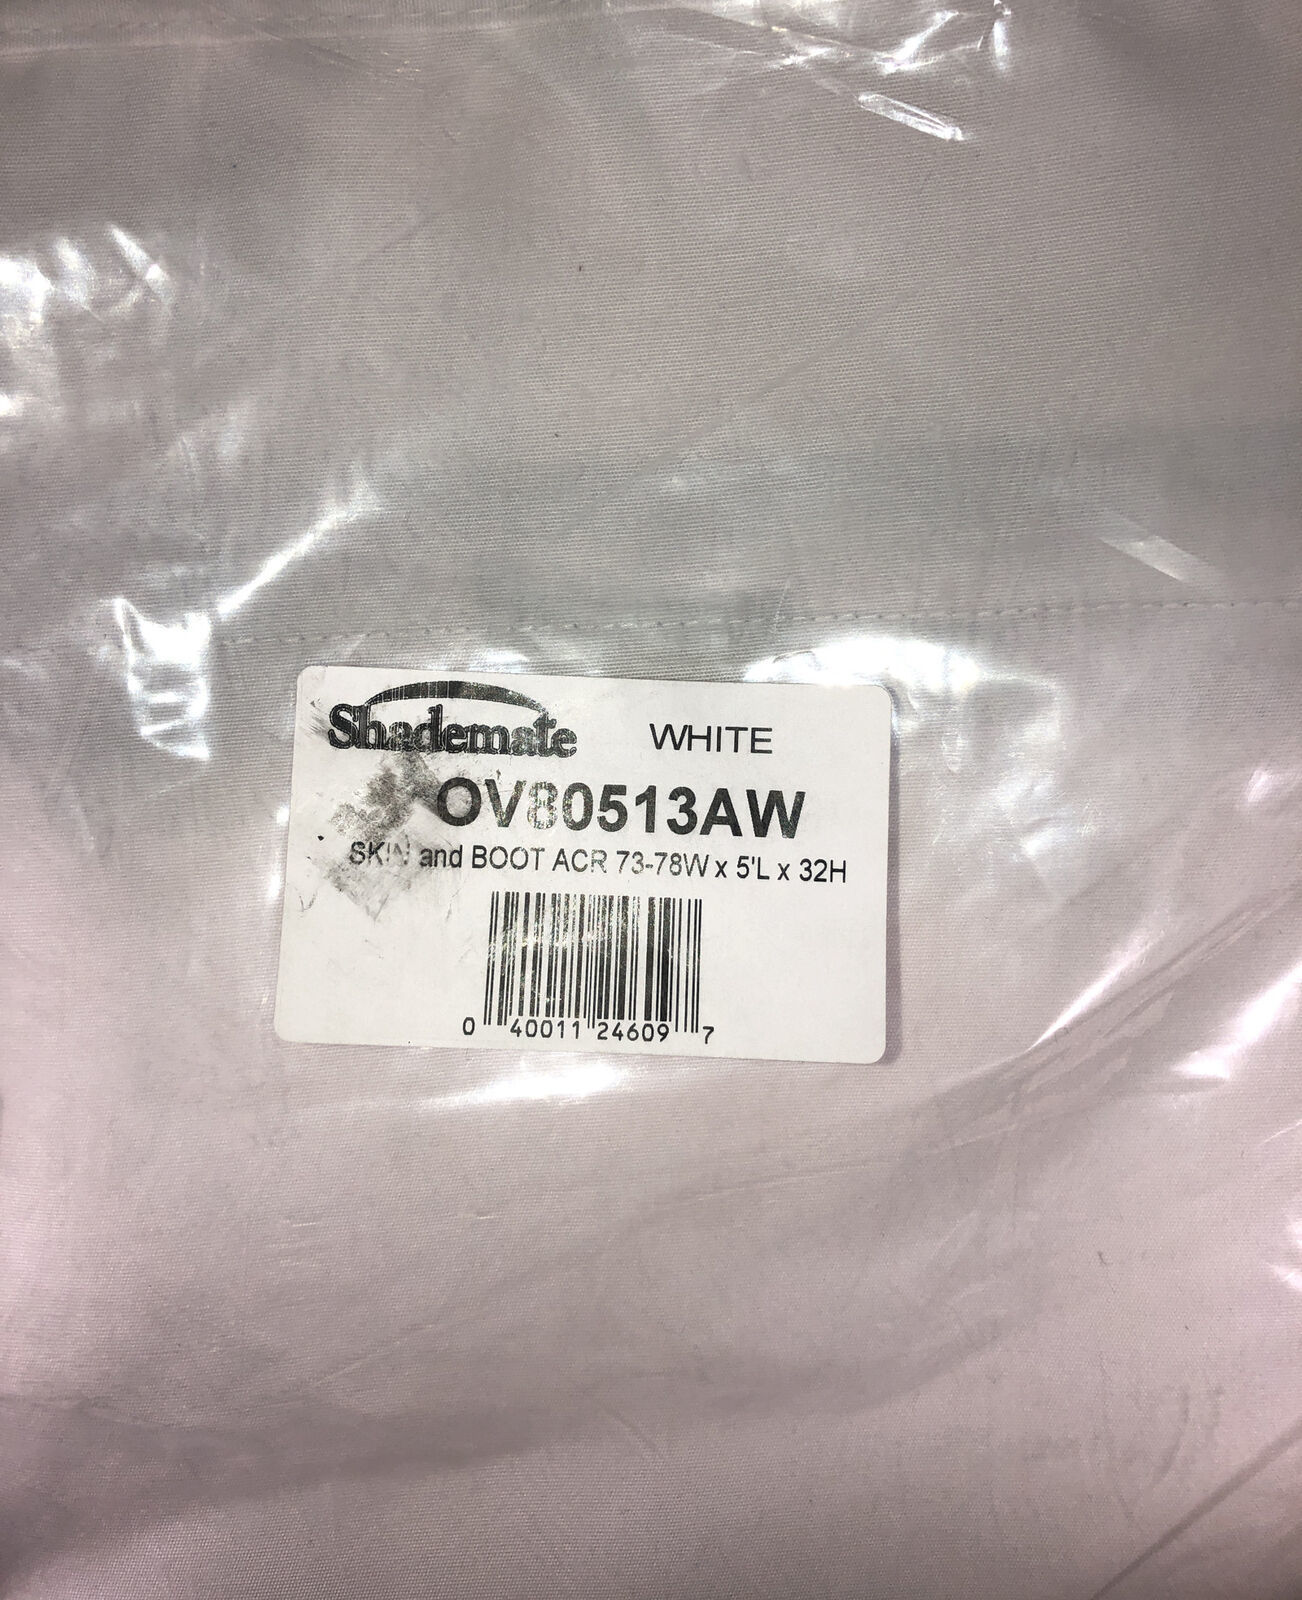 Shademate WHITE
OV80513AW
SKIN and BOOT ACR 73-78W x 5'L x 32H
0 40011 24609 7